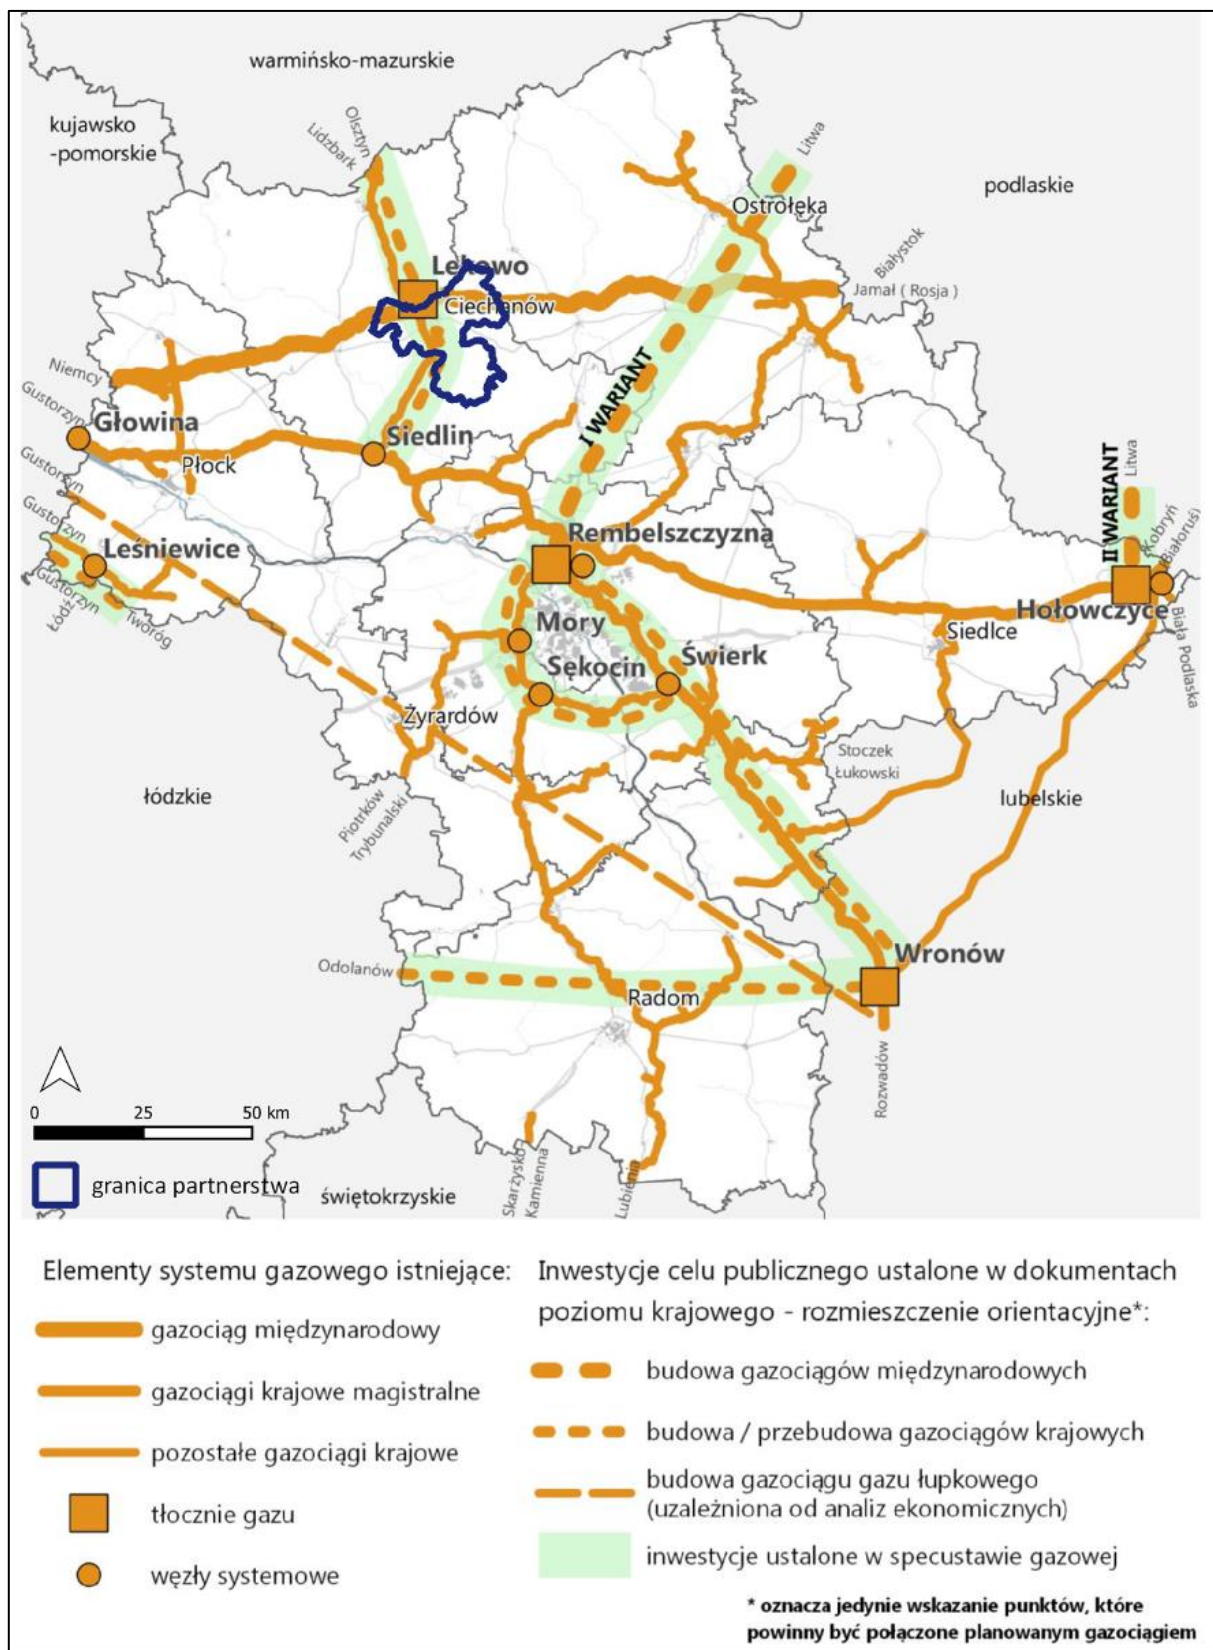 warmińsko-mazurskie
kujawsko
-pomorskie
Olsztyn
Lidzbark
Litwa
podlaskie
Ostrołęka
Białystok
Jamał ( Rosja )
Lekowo
Ciechanów
I WARIANT
Niemcy
Gustorzyn
Głowina
Siedlin
Płock
Gustorzyn
Gustorzyn
Leśniewice
Gustorzyn
Łódź
Tworóg
Rembelszczyzna
II WARIANT
Litwa
Kobryń
(Białoruś)
Hołowczyce
Biała Podlaska
Siedlce
Mory
Sękocin
Świerk
Żyrardów
Stoczek
Łukowski
Piotrków
Trybunalski
łódzkie
lubelskie
Odolanów
Radom
Wronów
Rozwadów
0 25 50 km
granica partnerstwa
świętokrzyskie
Skarżysko-
Kamienna
Lubienia
Elementy systemu gazowego istniejące:
gazociąg międzynarodowy
gazociągi krajowe magistralne
pozostałe gazociągi krajowe
tłocznie gazu
węzły systemowe
Inwestycje celu publicznego ustalone w dokumentach
poziomu krajowego - rozmieszczenie orientacyjne*:
budowa gazociągów międzynarodowych
budowa / przebudowa gazociągów krajowych
budowa gazociągu gazu łupkowego
(uzależniona od analiz ekonomicznych)
inwestycje ustalone w specustawie gazowej
* oznacza jedynie wskazanie punktów, które
powinny być połączone planowanym gazociągiem